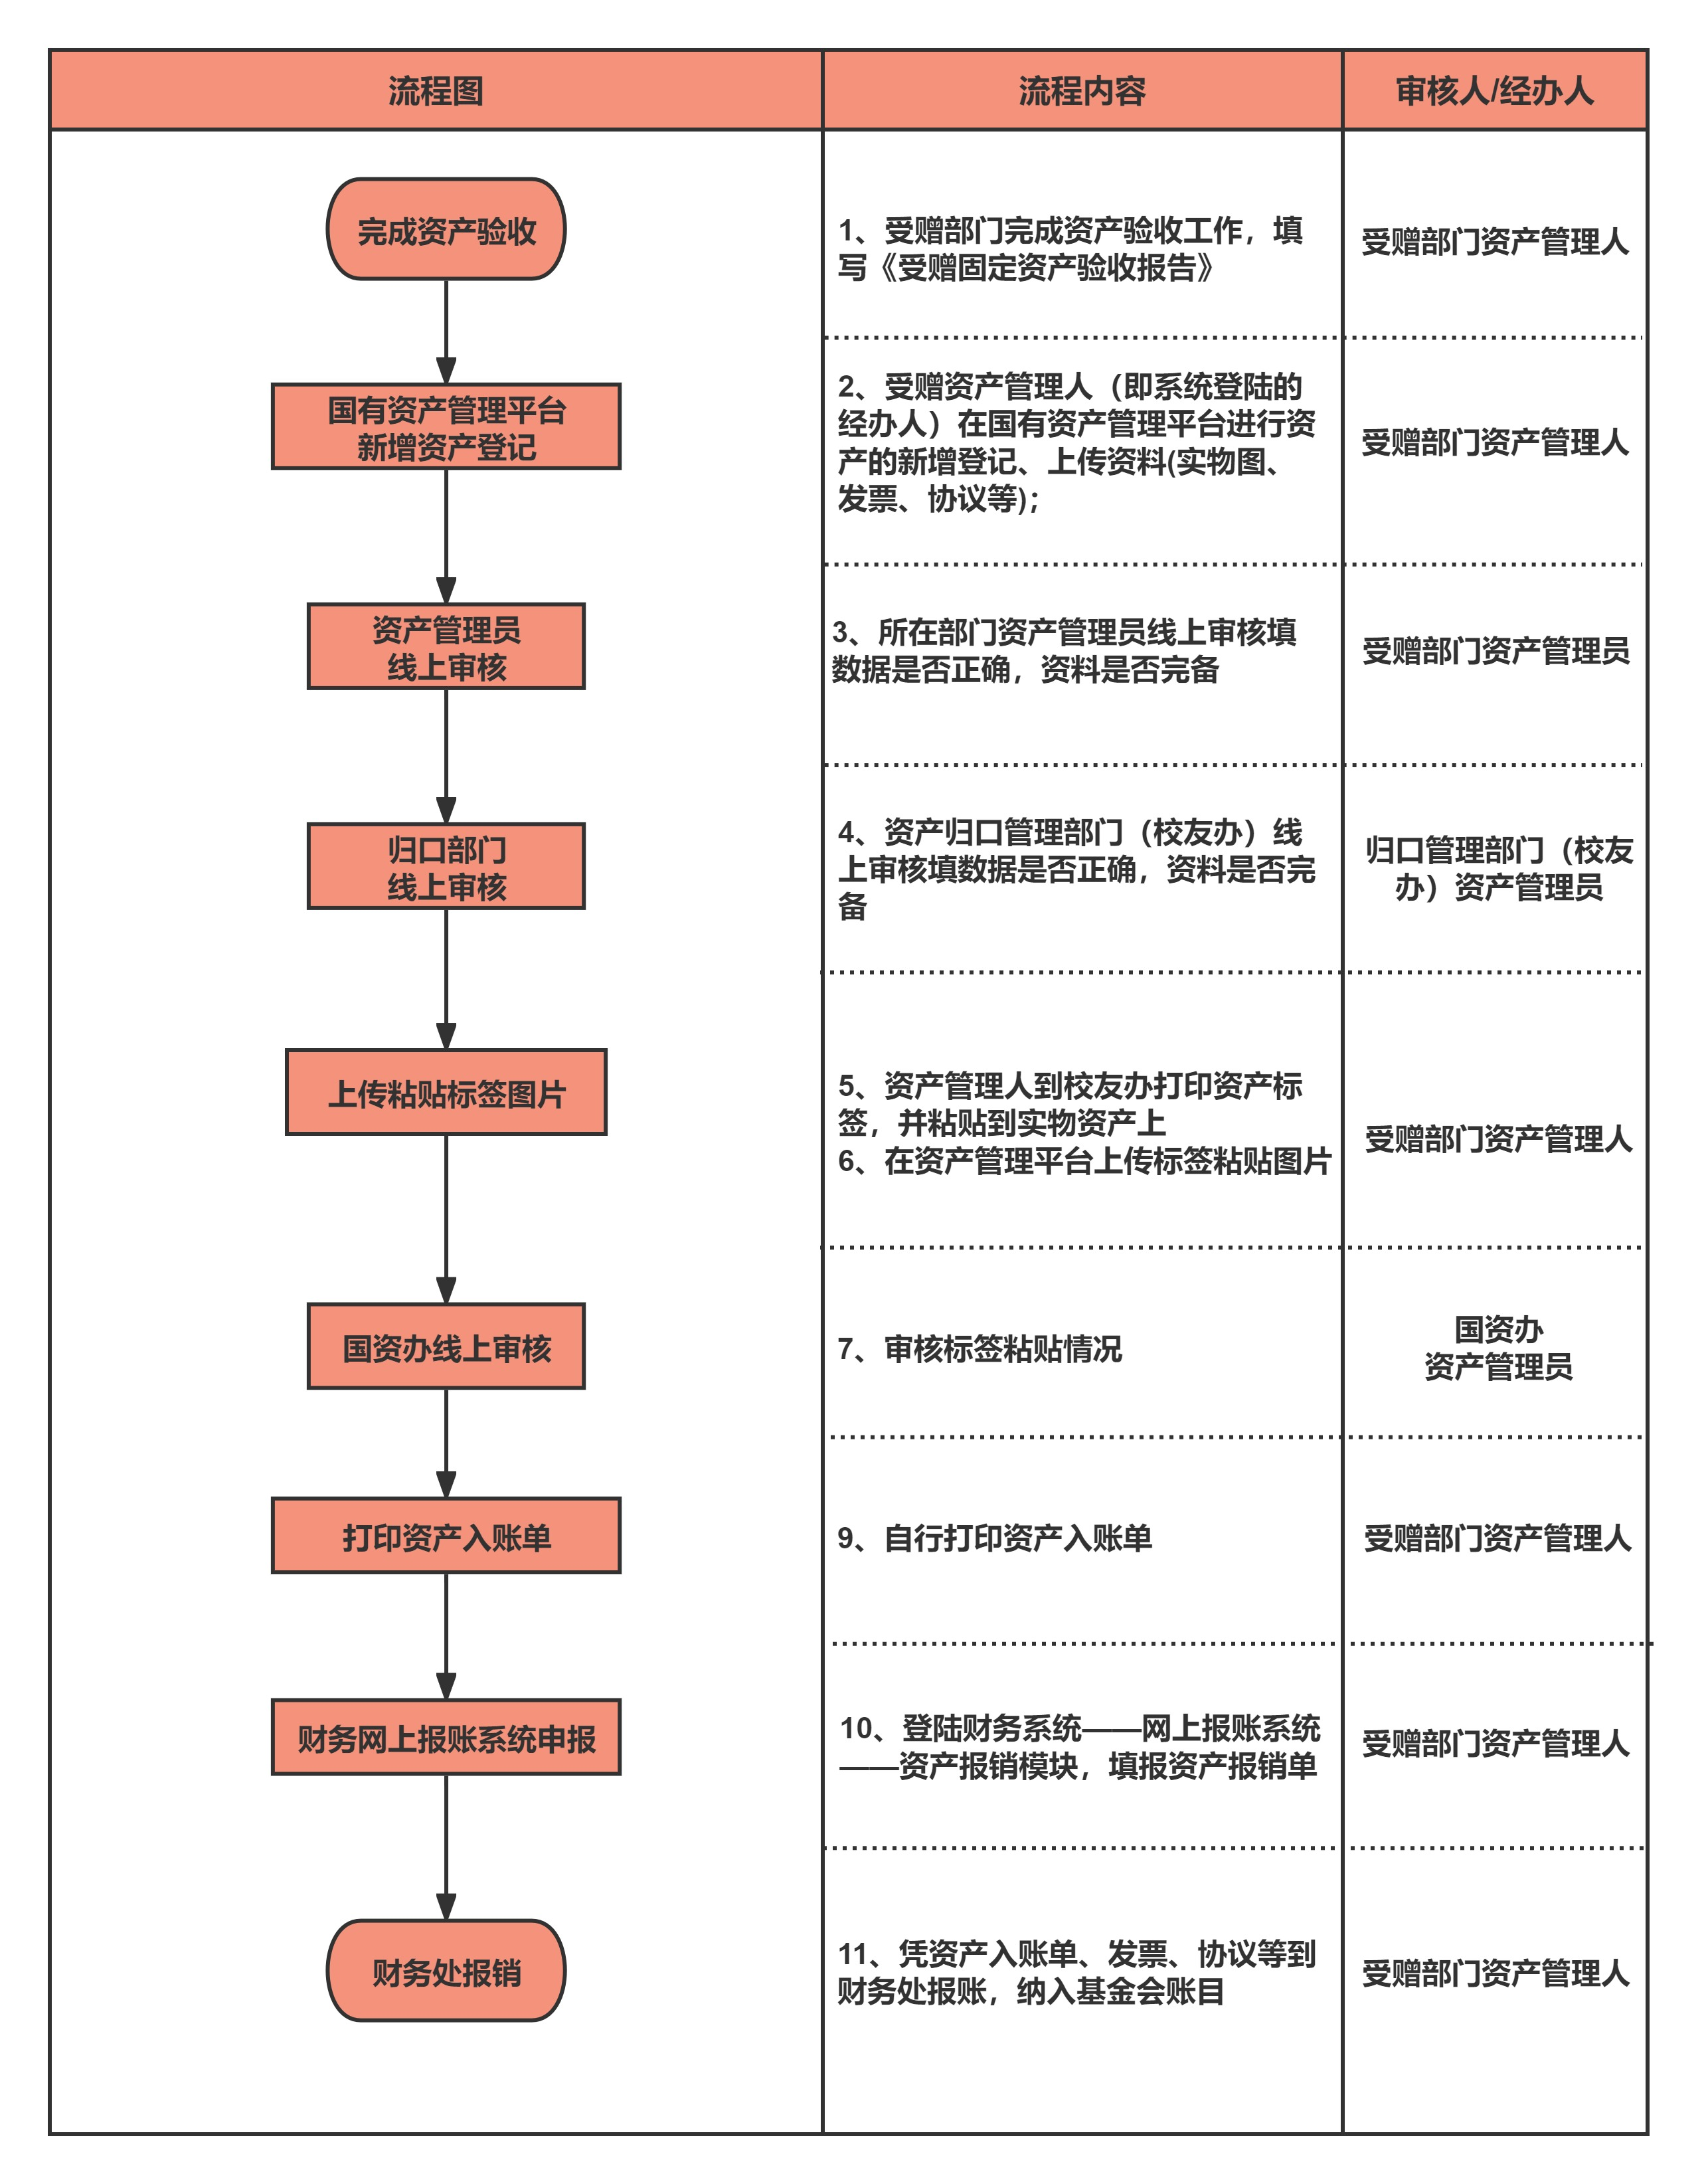 流程图
流程内容
审核人/经办人
完成资产验收
1、受赠部门完成资产验收工作，填
写《受赠固定资产验收报告》
受赠部门资产管理人
国有资产管理平台
新增资产登记
2、受赠资产管理人（即系统登陆的
经办人）在国有资产管理平台进行资
产的新增登记、上传资料(实物图、
发票、协议等)；
受赠部门资产管理人
资产管理员
线上审核
3、所在部门资产管理员线上审核填
数据是否正确，资料是否完备
受赠部门资产管理员
归口部门
线上审核
4、资产归口管理部门（校友办）线
上审核填数据是否正确，资料是否完
备
归口管理部门（校友
办）资产管理员
上传粘贴标签图片
5、资产管理人到校友办打印资产标
签，并粘贴到实物资产上
6、在资产管理平台上传标签粘贴图片
受赠部门资产管理人
国资办线上审核
7、审核标签粘贴情况
国资办
资产管理员
打印资产入账单
9、自行打印资产入账单
受赠部门资产管理人
财务网上报账系统申报
10、登陆财务系统——网上报账系统
——资产报销模块，填报资产报销单
受赠部门资产管理人
财务处报销
11、凭资产入账单、发票、协议等到
财务处报账，纳入基金会账目
受赠部门资产管理人